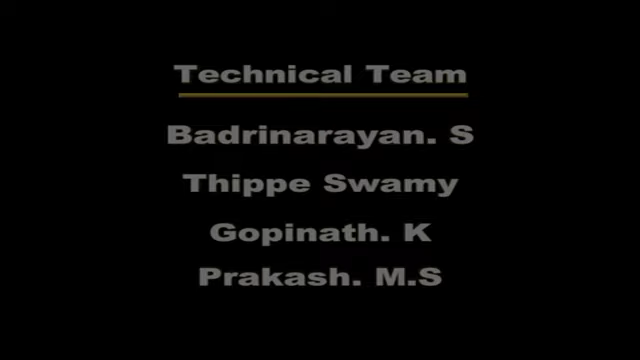 Technical Team
Badrinarayan. S
Thippe Swamy
Gopinath. K
Prakash. M.S